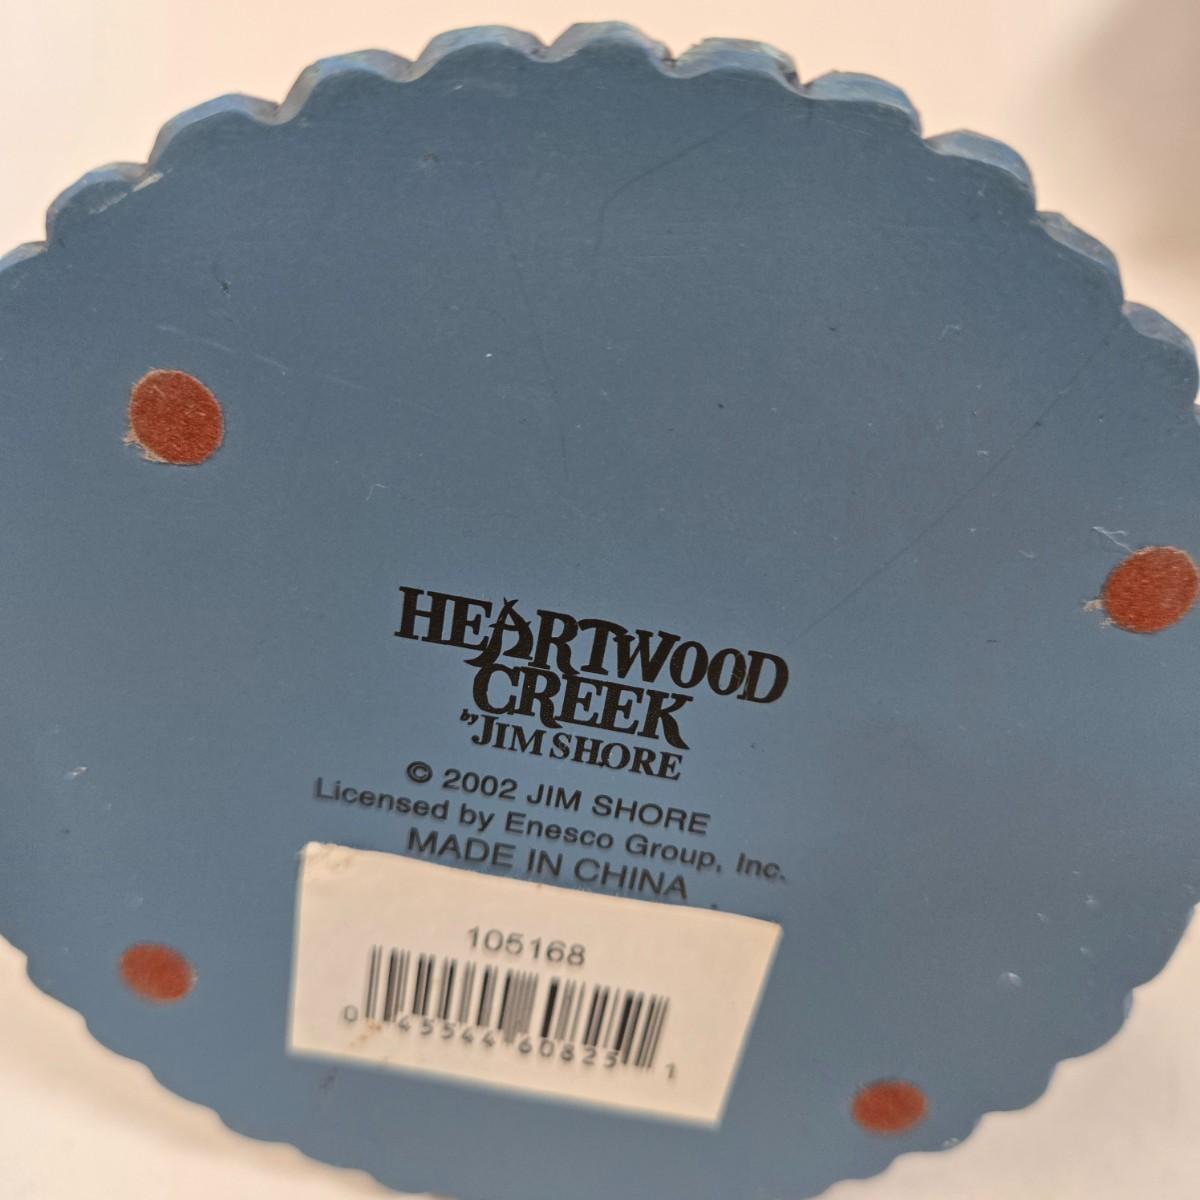 HEARTWOOD
CREEK
by JIM SHORE
© 2002 JIM SHORE
Licensed by Enesco Group, Inc.
MADE IN CHINA
105168
0 45544 60825 1